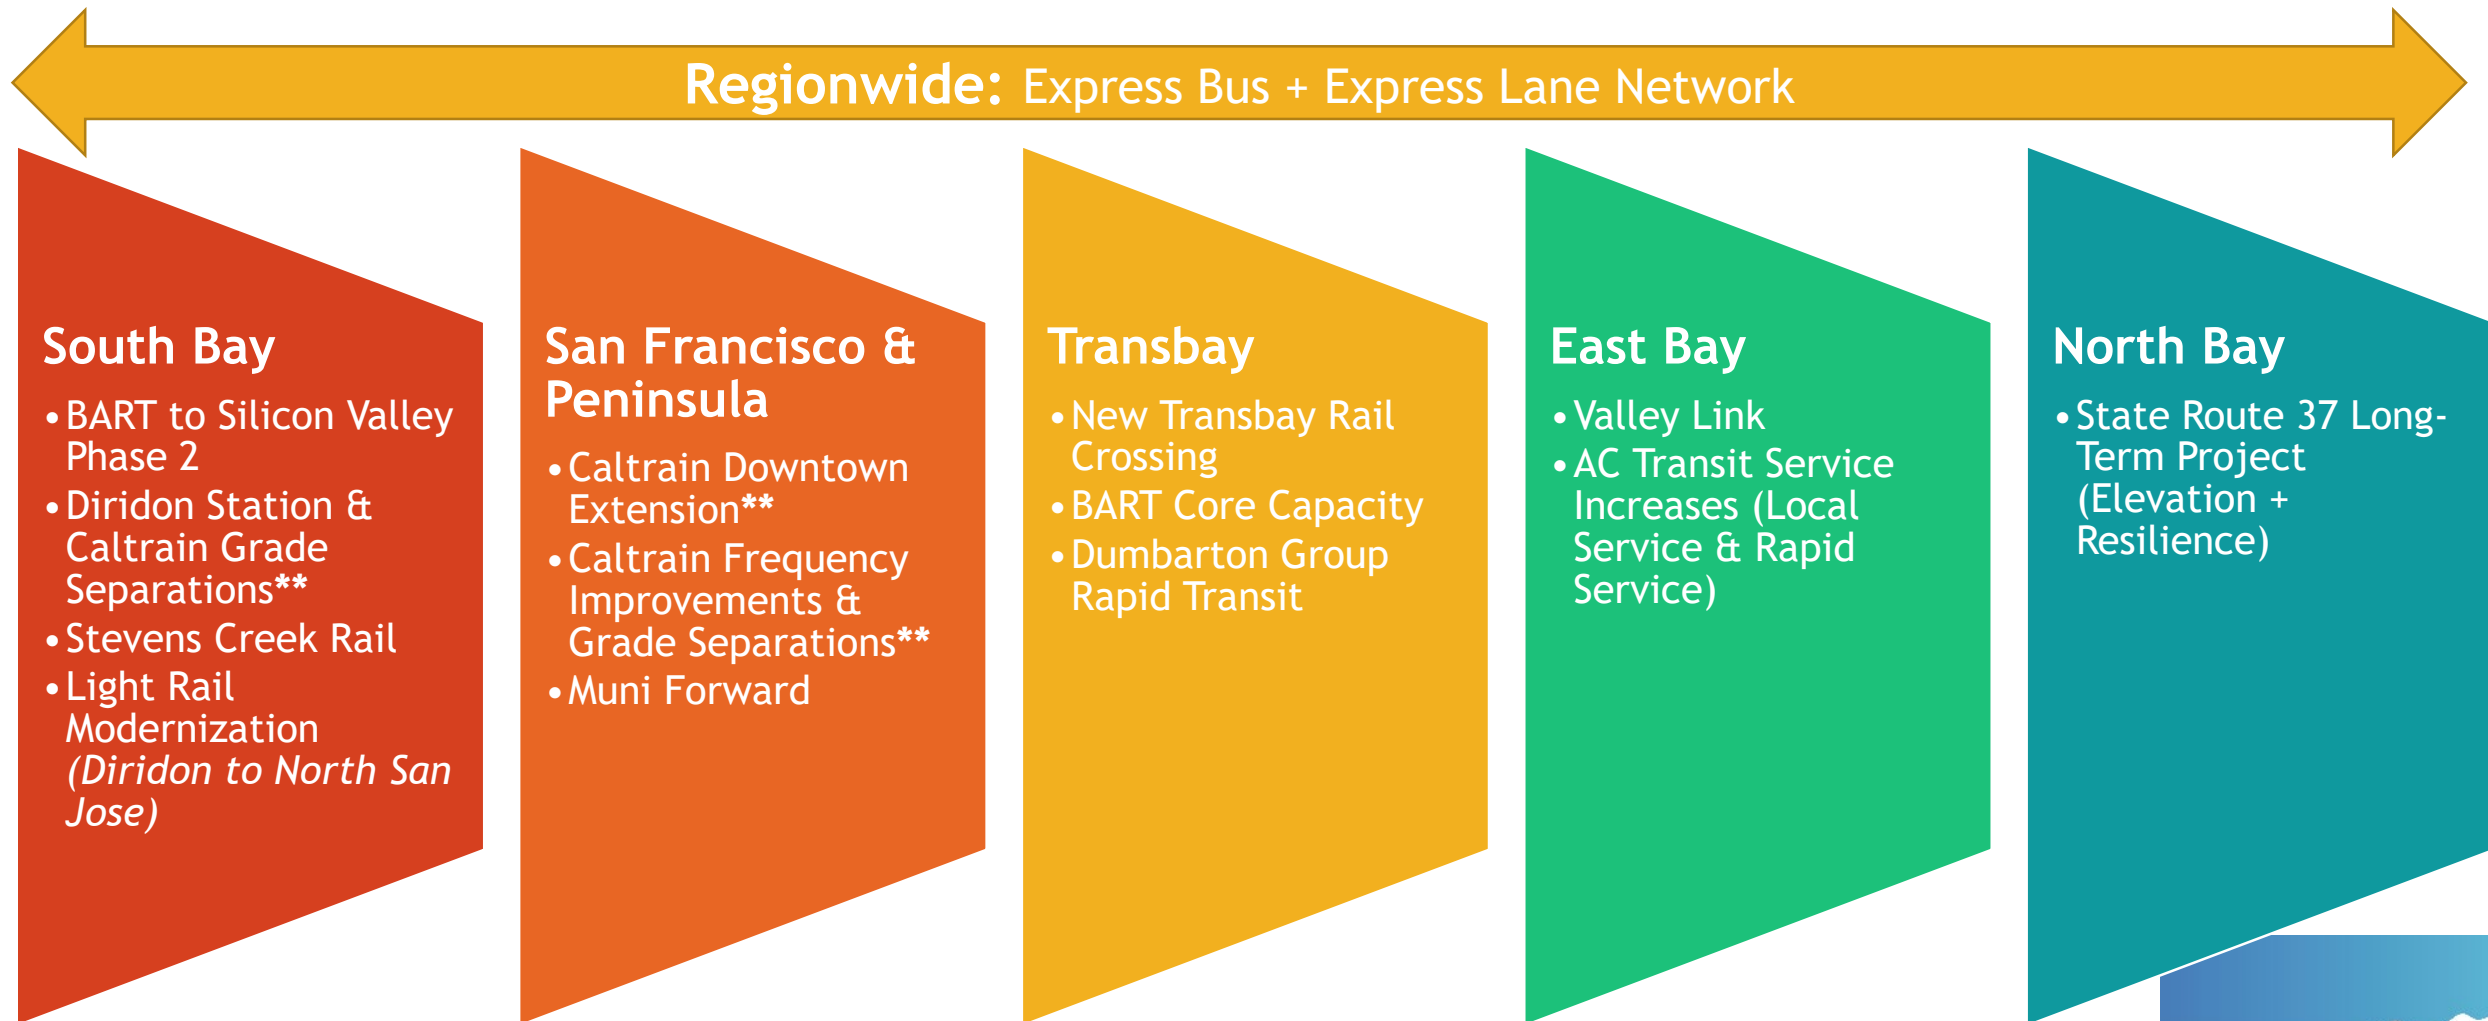 Regionwide: Express Bus + Express Lane Network
South Bay
•BART to Silicon Valley
Phase 2
•Diridon Station &
Caltrain Grade
Separations**
•Stevens Creek Rail
•Light Rail
Modernization
(Diridon to North San
Jose)
San Francisco &
Peninsula
•Caltrain Downtown
Extension**
•Caltrain Frequency
Improvements &
Grade Separations**
•Muni Forward
Transbay
•New Transbay Rail
Crossing
•BART Core Capacity
•Dumbarton Group
Rapid Transit
East Bay
•Valley Link
•AC Transit Service
Increases (Local
Service & Rapid
Service)
North Bay
•State Route 37 Long-
Term Project
(Elevation +
Resilience)